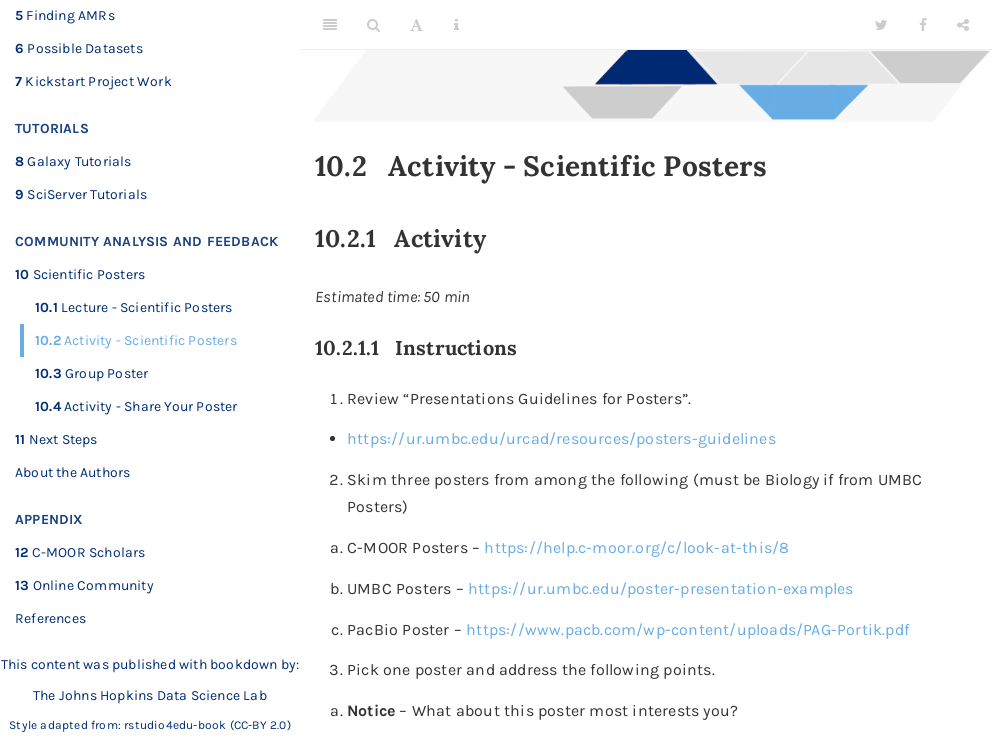 5 Finding AMRs
6 Possible Datasets
7 Kickstart Project Work
TUTORIALS
8 Galaxy Tutorials
9 SciServer Tutorials
COMMUNITY ANALYSIS AND FEEDBACK
10 Scientific Posters
10.1 Lecture - Scientific Posters
10.2 Activity - Scientific Posters
10.3 Group Poster
10.4 Activity - Share Your Poster
11 Next Steps
About the Authors
APPENDIX
12 C-MOOR Scholars
13 Online Community
References
This content was published with bookdown by:
The Johns Hopkins Data Science Lab
Style adapted from: rstudio4edu-book (CC-BY 2.0)
10.2 Activity - Scientific Posters
10.2.1 Activity
Estimated time: 50 min
10.2.1.1 Instructions
1. Review “Presentations Guidelines for Posters”.
• https://ur.umbc.edu/urcad/resources/posters-guidelines
2. Skim three posters from among the following (must be Biology if from UMBC
Posters)
a. C-MOOR Posters – https://help.c-moor.org/c/look-at-this/8
b. UMBC Posters – https://ur.umbc.edu/poster-presentation-examples
c. PacBio Poster – https://www.pacb.com/wp-content/uploads/PAG-Portik.pdf
3. Pick one poster and address the following points.
a. Notice – What about this poster most interests you?